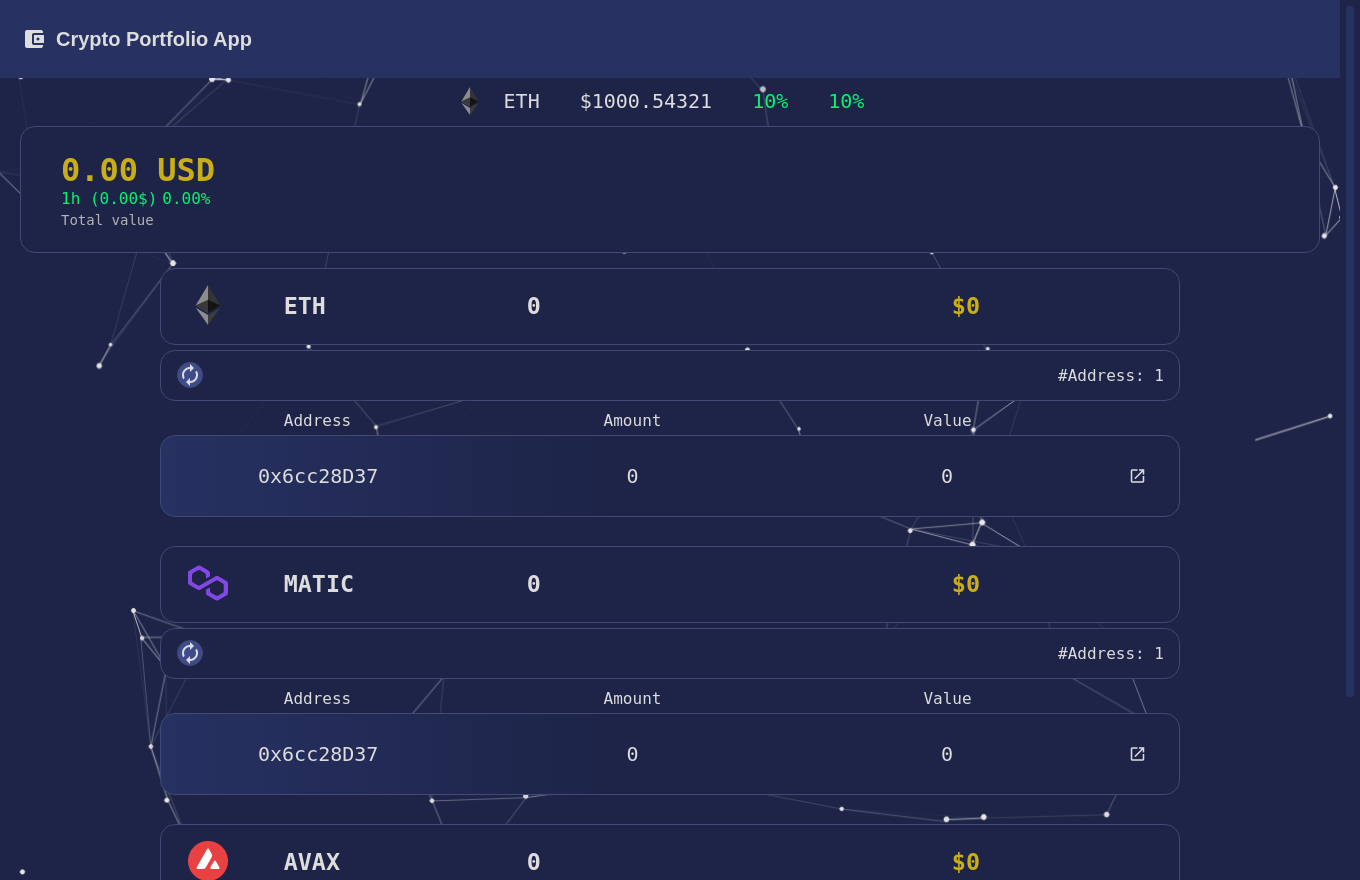 Crypto Portfolio App
ETH $1000.54321 10% 10%
0.00 USD
1h (0.00$) 0.00%
Total value
ETH 0 $0
#Address: 1
Address Amount Value
0x6cc28D37 0 0
MATIC 0 $0
#Address: 1
Address Amount Value
0x6cc28D37 0 0
AVAX 0 $0